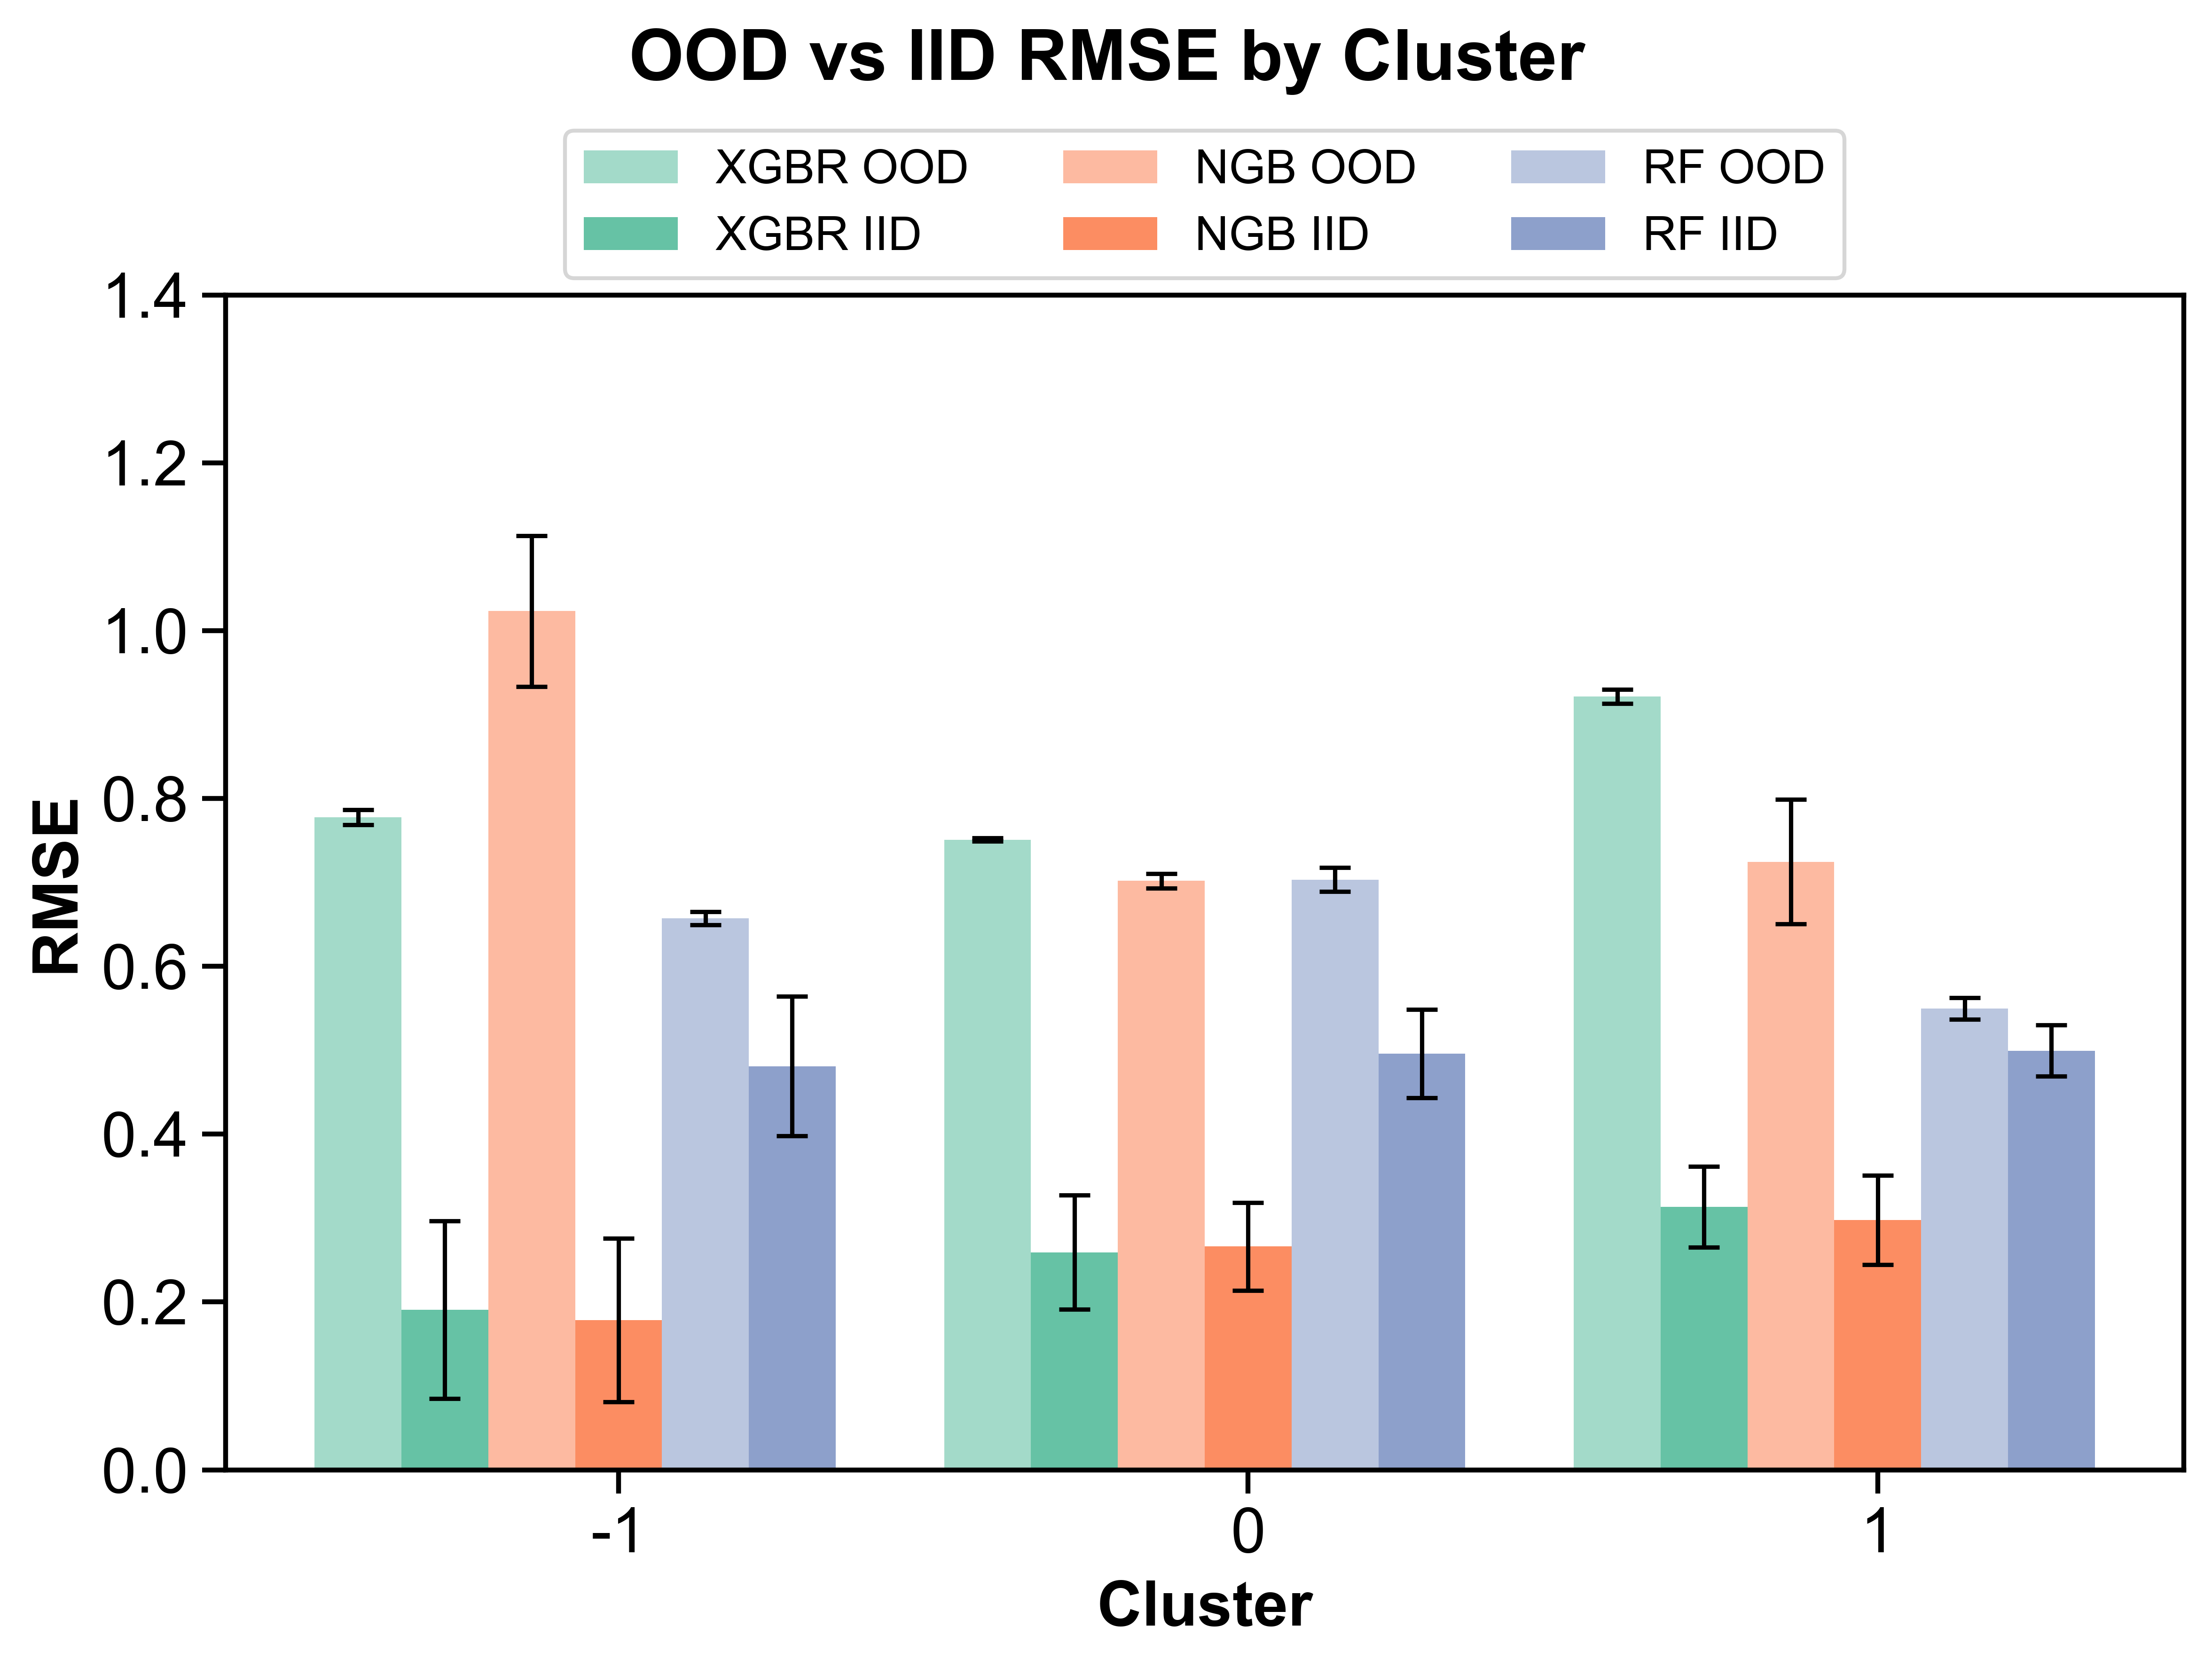 OOD vs IID RMSE by Cluster
XGBR OOD NGB OOD RF OOD
XGBR IID NGB IID RF IID
1.4
1.2
1.0
0.8
0.6
0.4
0.2
0.0
RMSE
-1 0 1
Cluster